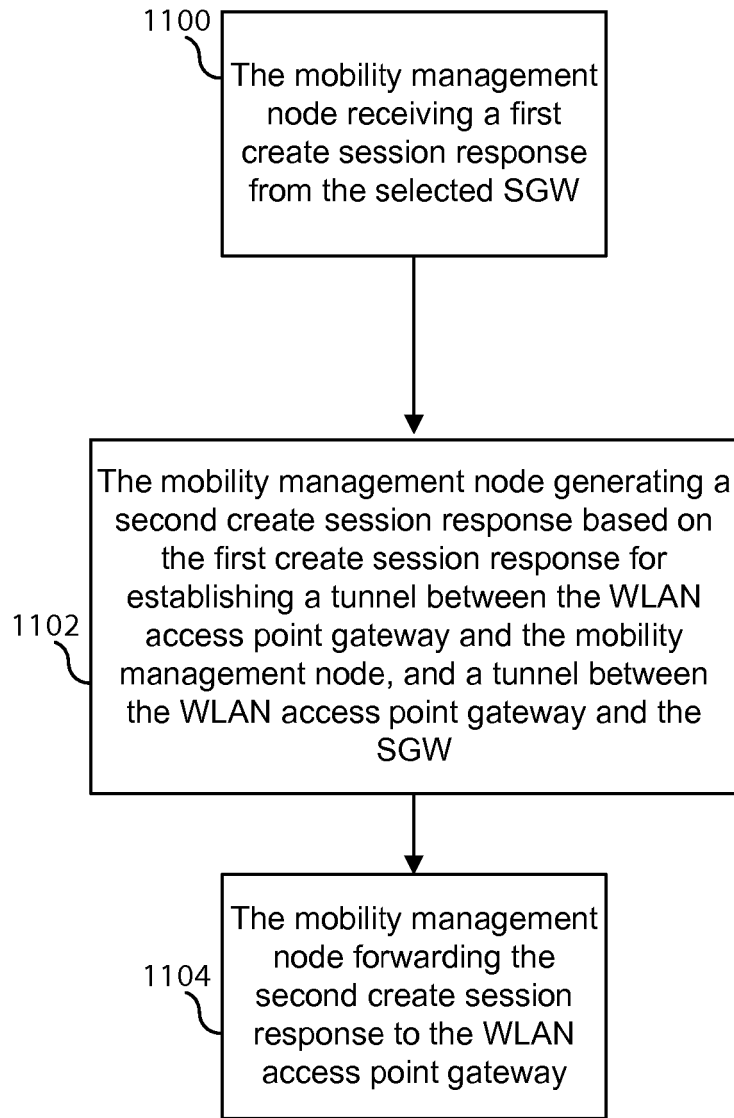 1100
The mobility management
node receiving a first
create session response
from the selected SGW
The mobility management node generating a
second create session response based on
the first create session response for
establishing a tunnel between the WLAN
access point gateway and the mobility
management node, and a tunnel between
the WLAN access point gateway and the
SGW
1102
The mobility management
node forwarding the
second create session
response to the WLAN
access point gateway
1104